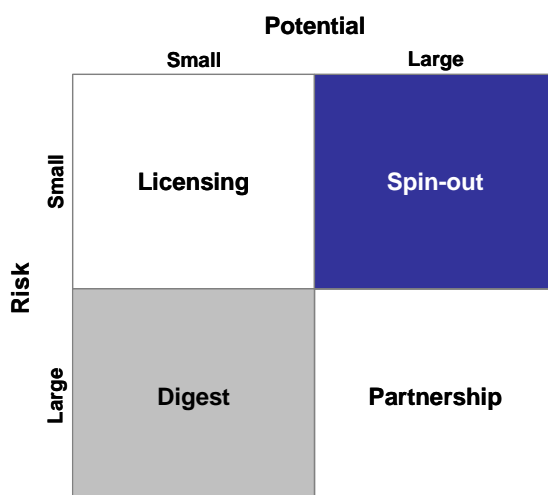 Potential
Small Large
Small
Licensing Spin-out
Risk
Large
Digest Partnership